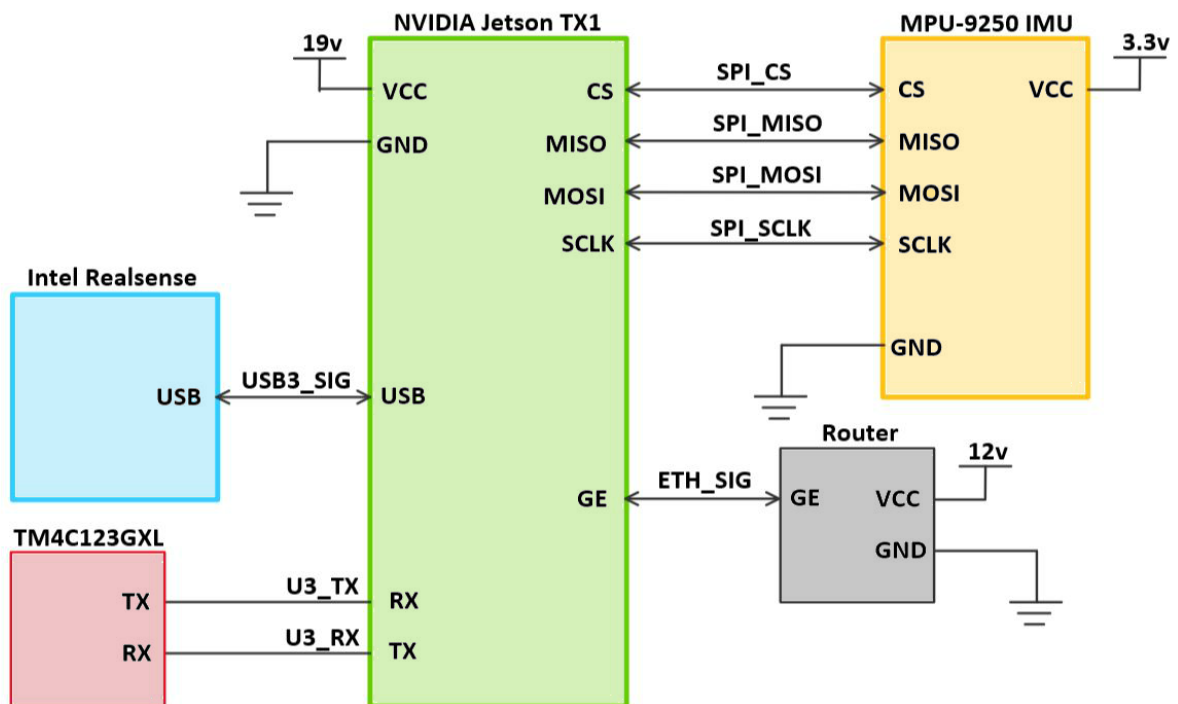 NVIDIA Jetson TX1
MPU-9250 IMU
19v
3.3v
VCC
GND
CS
MISO
MOSI
SCLK
SPI_CS
SPI_MISO
SPI_MOSI
SPI_SCLK
CS
MISO
MOSI
SCLK
VCC
GND
Intel Realsense
USB
USB3_SIG
USB
Router
12v
GE
ETH_SIG
GE
VCC
GND
TM4C123GXL
TX
U3_TX
RX
RX
U3_RX
TX